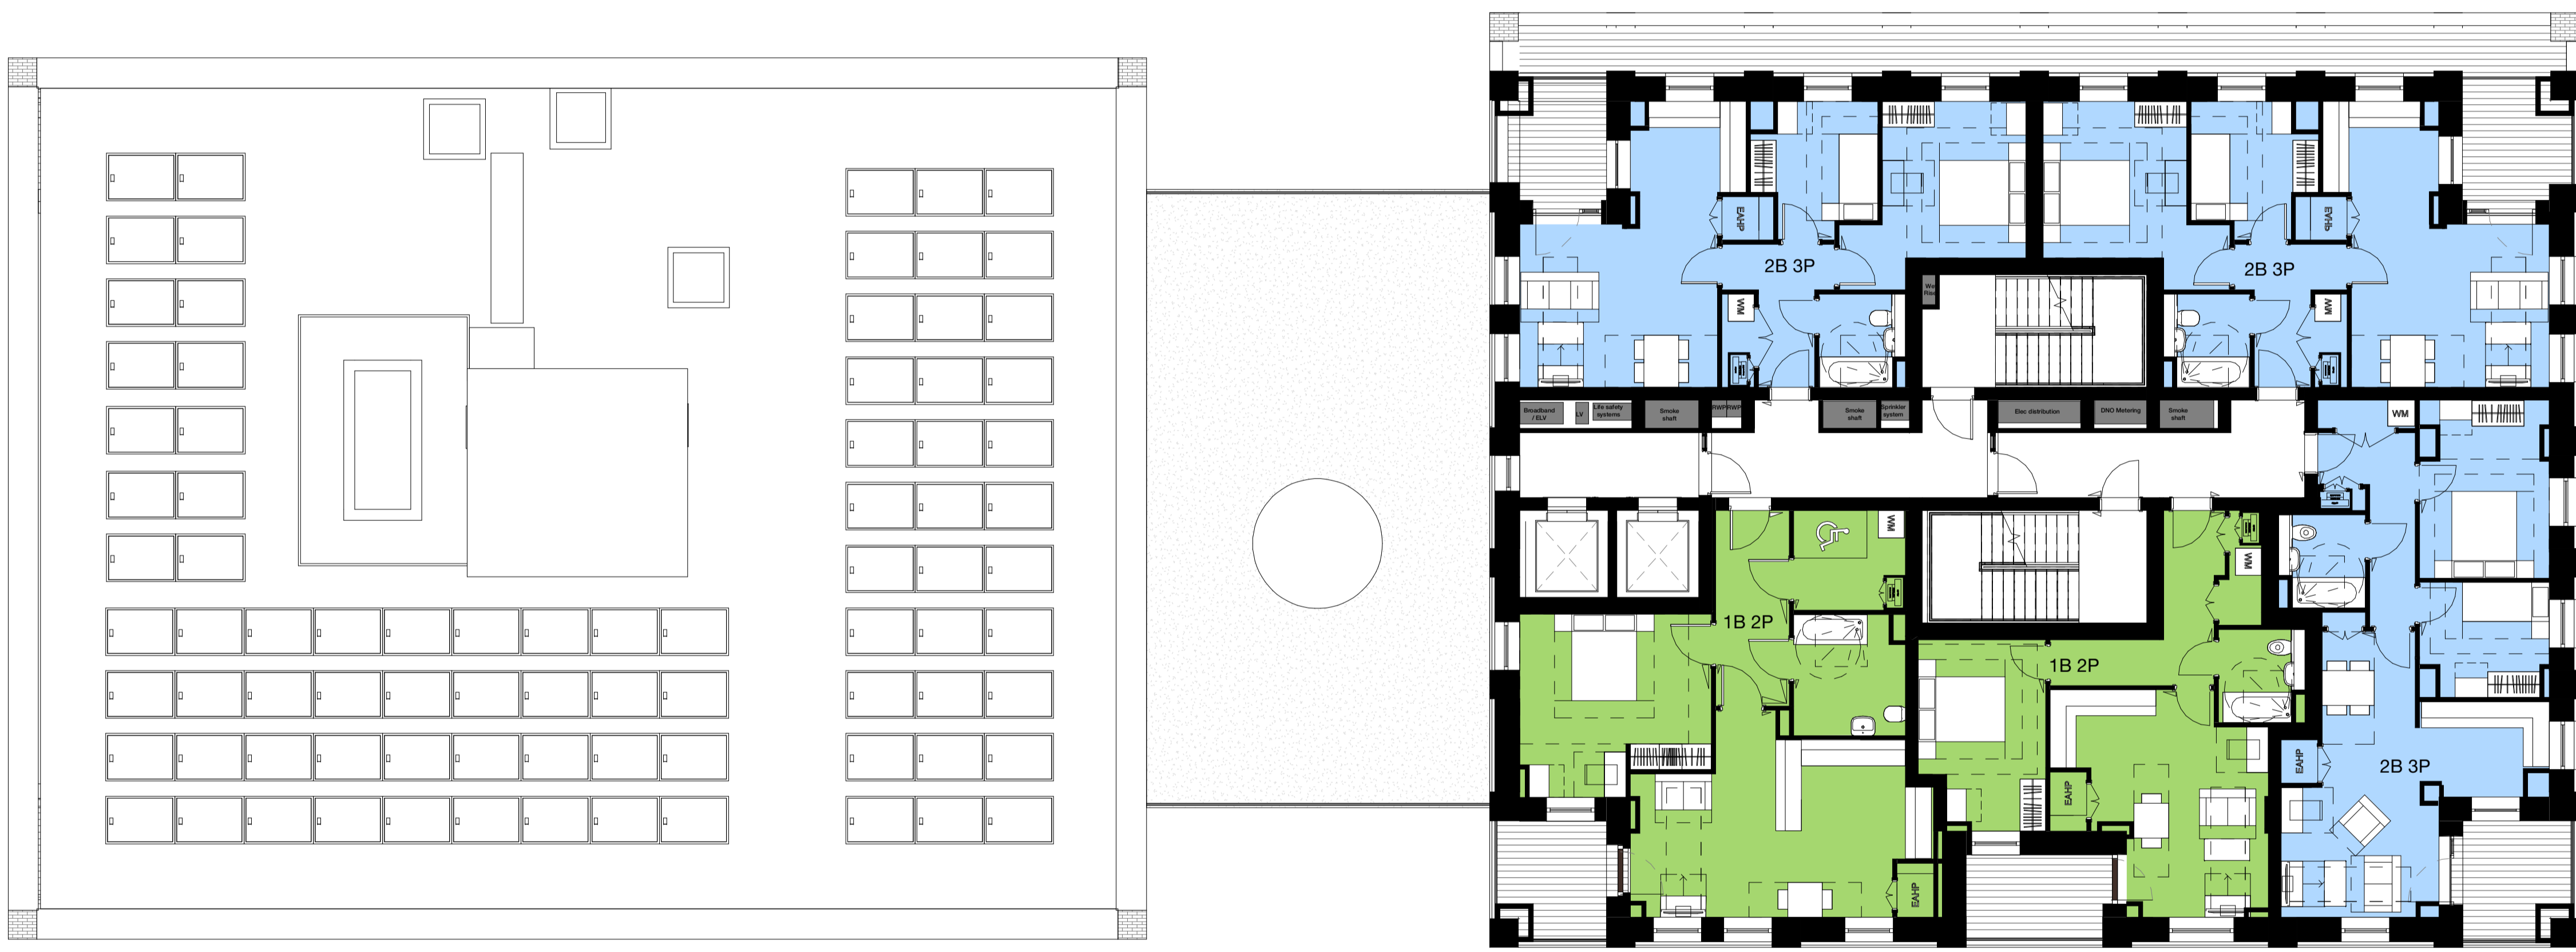 EAHP
EAHP
2B 3P
2B 3P
WM
WM
Broadband
/ ELV
LV
Life safety
systems
Smoke
shaft
RWP
RWP
Smoke
shaft
Sprinkler
system
Elec distribution
DNO Metering
Smoke
shaft
WM
WM
WM
1B 2P
1B 2P
EAHP
2B 3P
EAHP
EAHP